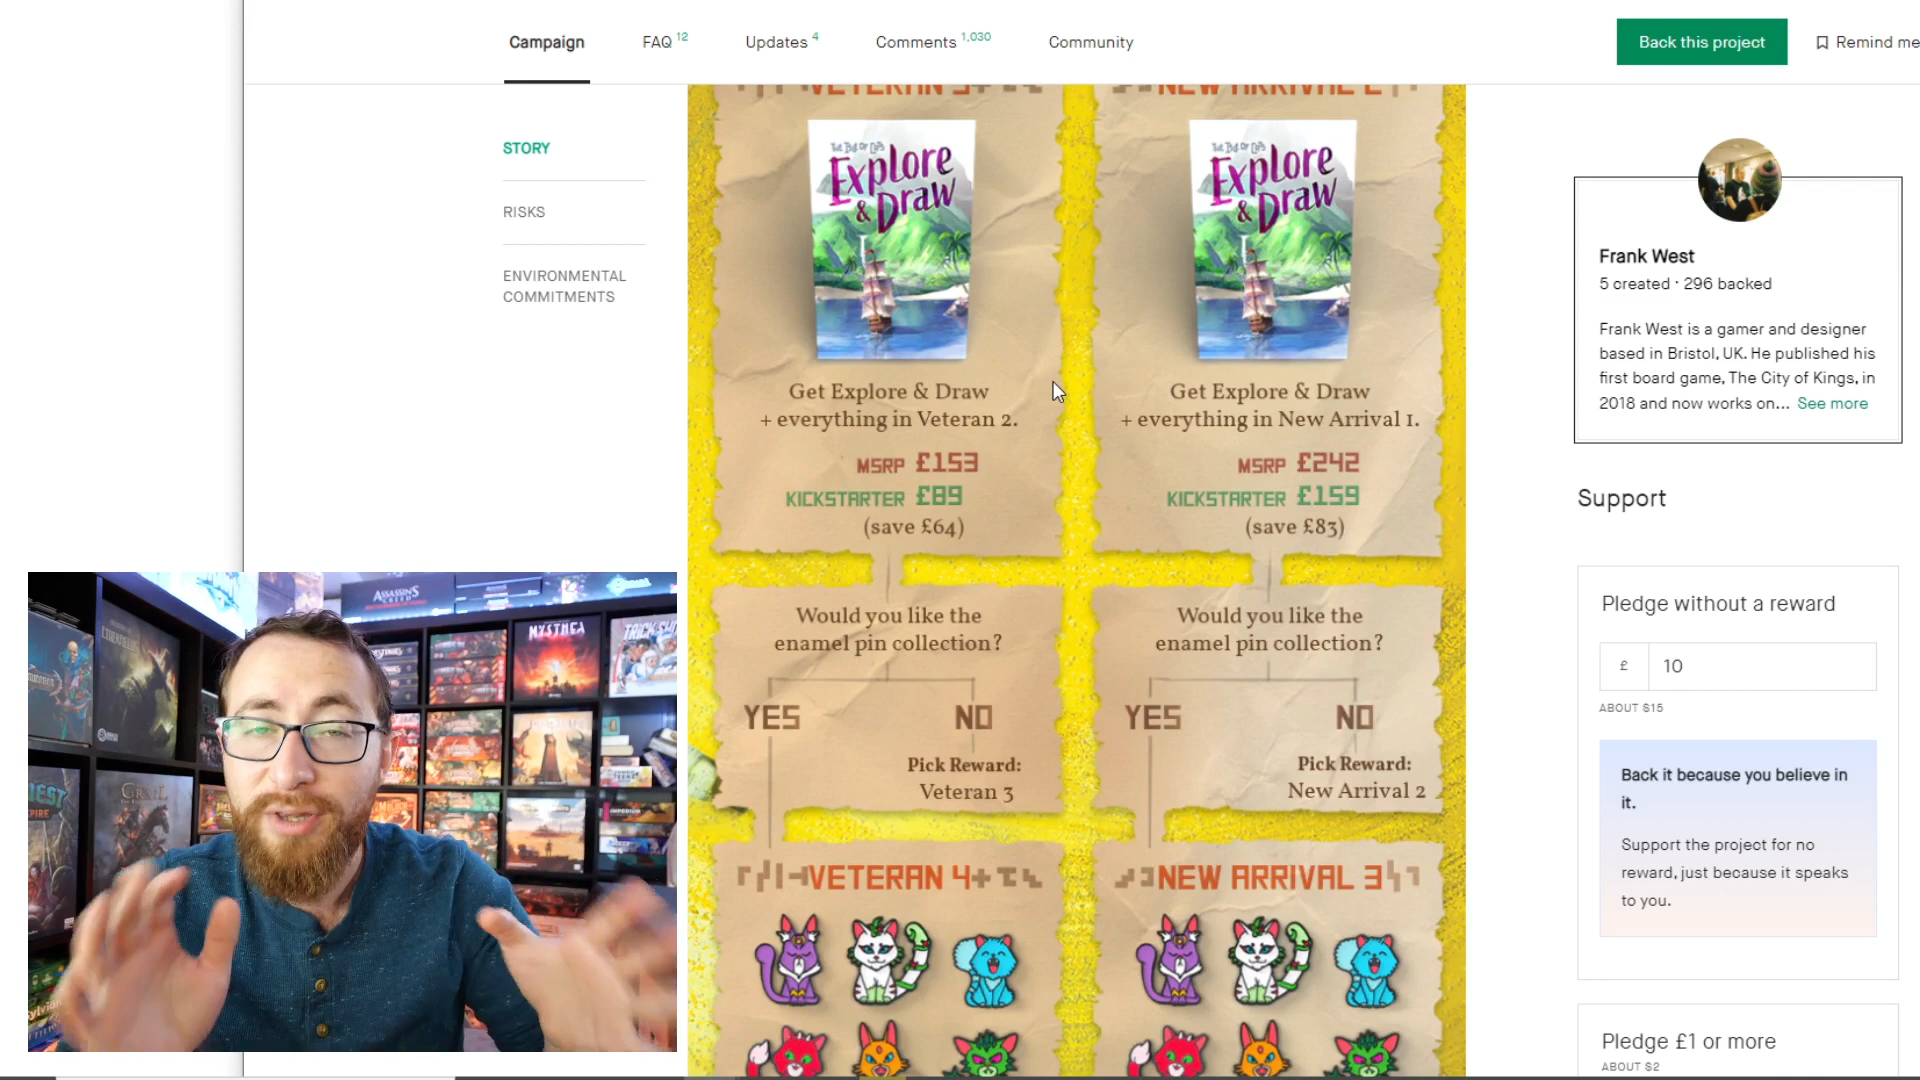 Campaign
FAQ 12
Updates 4
Comments 1,030
Community
Back this project
Remind me
STORY
RISKS
ENVIRONMENTAL
COMMITMENTS
VETERAN 3
NEW ARRIVAL 2
Explore
& Draw
Explore
& Draw
Get Explore & Draw
+ everything in Veteran 2.
MSRP £153
KICKSTARTER £89
(save £64)
Get Explore & Draw
+ everything in New Arrival 1.
MSRP £242
KICKSTARTER £159
(save £83)
Would you like the
enamel pin collection?
YES
NO
Pick Reward:
Veteran 3
Would you like the
enamel pin collection?
YES
NO
Pick Reward:
New Arrival 2
VETERAN 4
NEW ARRIVAL 3
Frank West
5 created · 296 backed
Frank West is a gamer and designer
based in Bristol, UK. He published his
first board game, The City of Kings, in
2018 and now works on... See more
Support
Pledge without a reward
£ 10
ABOUT $15
Back it because you believe in
it.
Support the project for no
reward, just because it speaks
to you.
Pledge £1 or more
ABOUT $2
ASSASSIN'S
CREED
MYSTHEA